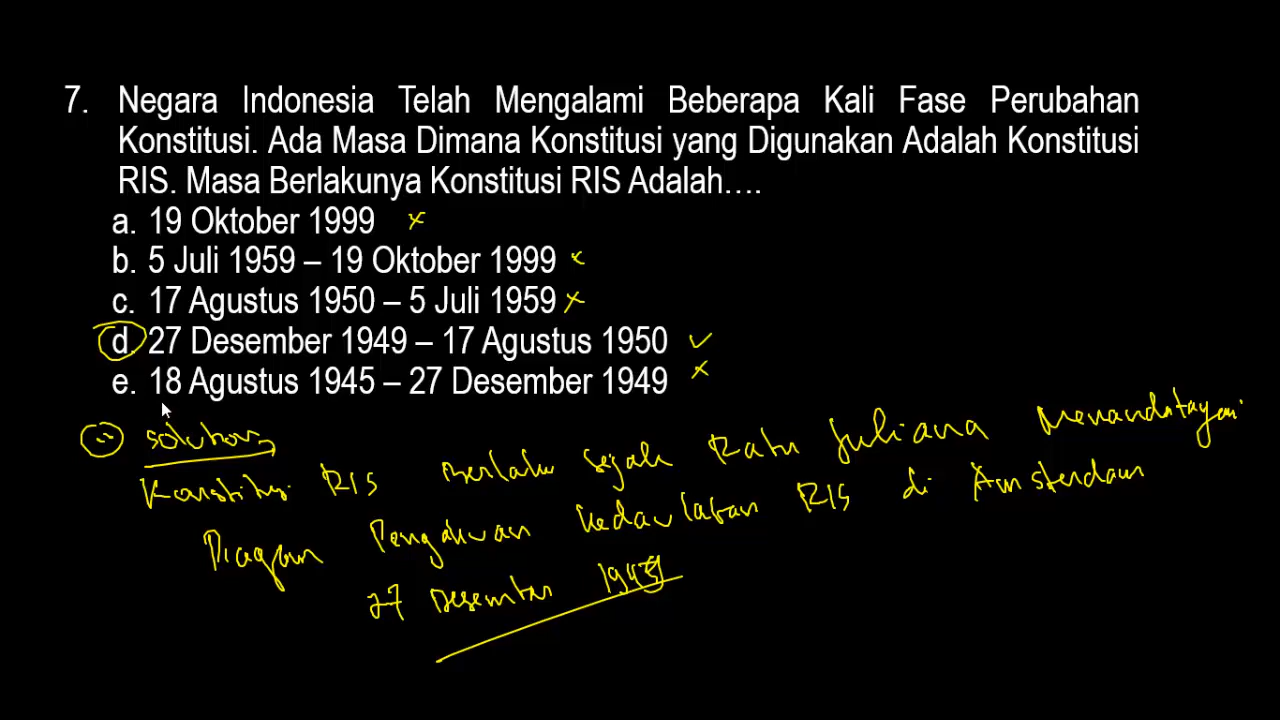 7. Negara Indonesia Telah Mengalami Beberapa Kali Fase Perubahan
Konstitusi. Ada Masa Dimana Konstitusi yang Digunakan Adalah Konstitusi
RIS. Masa Berlakunya Konstitusi RIS Adalah….
a. 19 Oktober 1999 ×
b. 5 Juli 1959 – 19 Oktober 1999 ×
c. 17 Agustus 1950 – 5 Juli 1959 ×
d. 27 Desember 1949 – 17 Agustus 1950 ✓
e. 18 Agustus 1945 – 27 Desember 1949 ×
Konstitusi RIS Berlaku Ratu Juliana Menandatangani
Piagam Pengakuan Kedaulatan RIS di Amsterdam
27 Desember 1949